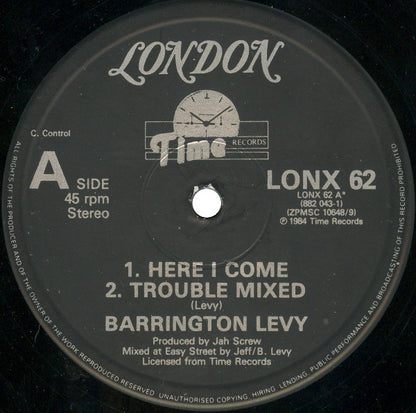 LONDON
Time RECORDS
C. Control
A SIDE
45 rpm
Stereo
LONX 62
LONX 62 A*
(882 043-1)
(ZPMSC 10648/9)
℗ 1984 Time Records
1. HERE I COME
2. TROUBLE MIXED
(Levy)
BARRINGTON LEVY
Produced by Jah Screw
Mixed at Easy Street by Jeff/B. Levy
Licensed from Time Records
ALL RIGHTS OF THE PRODUCER AND OF THE OWNER OF THE WORK REPRODUCED RESERVED. UNAUTHORISED COPYING, HIRING, LENDING, PUBLIC PERFORMANCE AND BROADCASTING OF THIS RECORD PROHIBITED